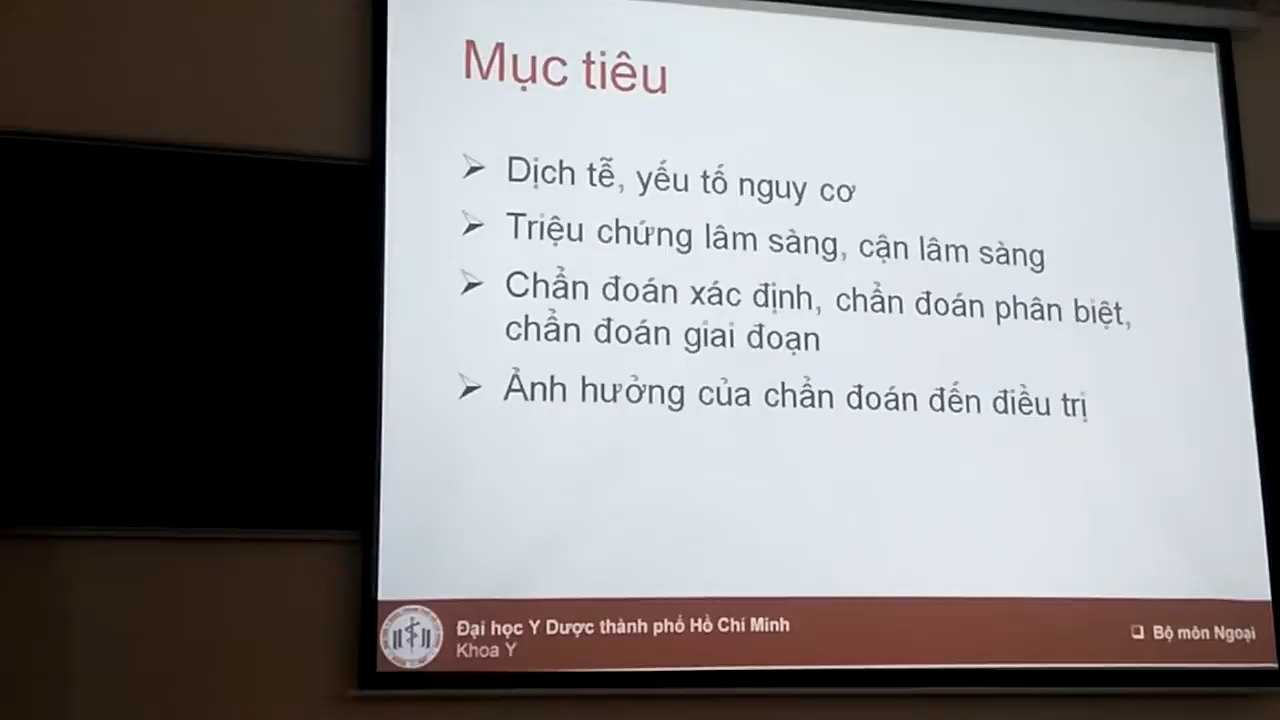 Mục tiêu
➢ Dịch tễ, yếu tố nguy cơ
➢ Triệu chứng lâm sàng, cận lâm sàng
➢ Chẩn đoán xác định, chẩn đoán phân biệt,
chẩn đoán giai đoạn
➢ Ảnh hưởng của chẩn đoán đến điều trị
Đại học Y Dược thành phố Hồ Chí Minh
Khoa Y
❑ Bộ môn Ngoại